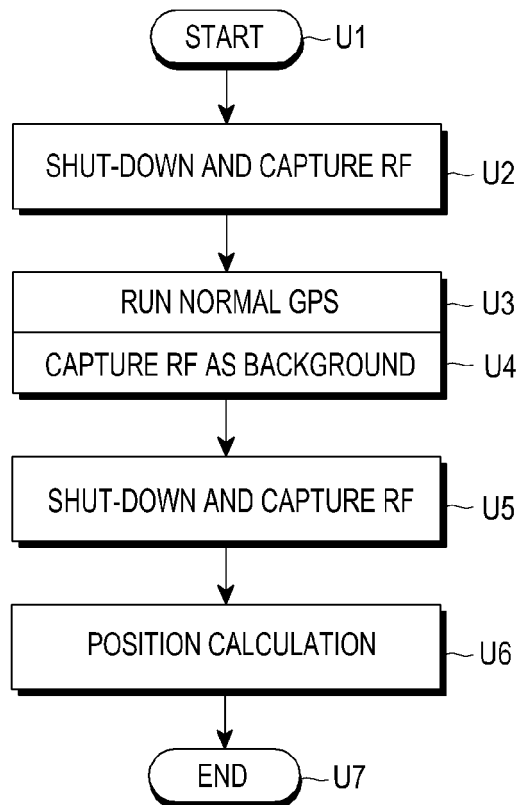 START U1
SHUT-DOWN AND CAPTURE RF U2
RUN NORMAL GPS U3
CAPTURE RF AS BACKGROUND U4
SHUT-DOWN AND CAPTURE RF U5
POSITION CALCULATION U6
END U7